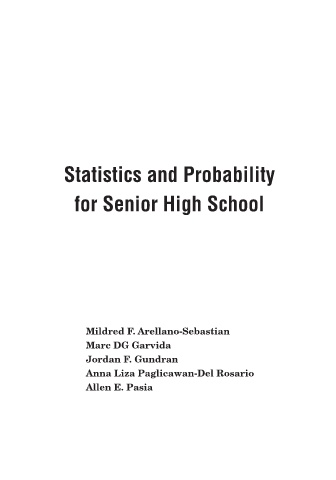 Statistics and Probability
for Senior High School
Mildred F. Arellano-Sebastian
Marc DG Garvida
Jordan F. Gundran
Anna Liza Paglicawan-Del Rosario
Allen E. Pasia